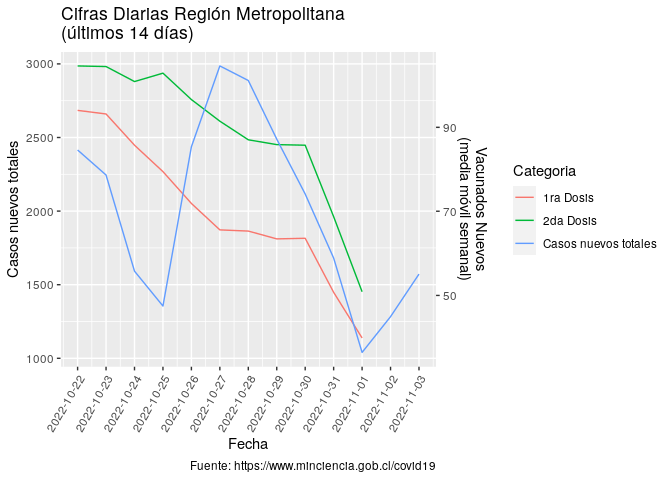 Cifras Diarias Región Metropolitana
(últimos 14 días)
Casos nuevos totales
3000
2500
2000
1500
1000
90
70
50
Vacunados Nuevos
(media móvil semanal)
Categoria
1ra Dosis
2da Dosis
Casos nuevos totales
2022-10-22
2022-10-23
2022-10-24
2022-10-25
2022-10-26
2022-10-27
2022-10-28
2022-10-29
2022-10-30
2022-10-31
2022-11-01
2022-11-02
2022-11-03
Fecha
Fuente: https://www.minciencia.gob.cl/covid19